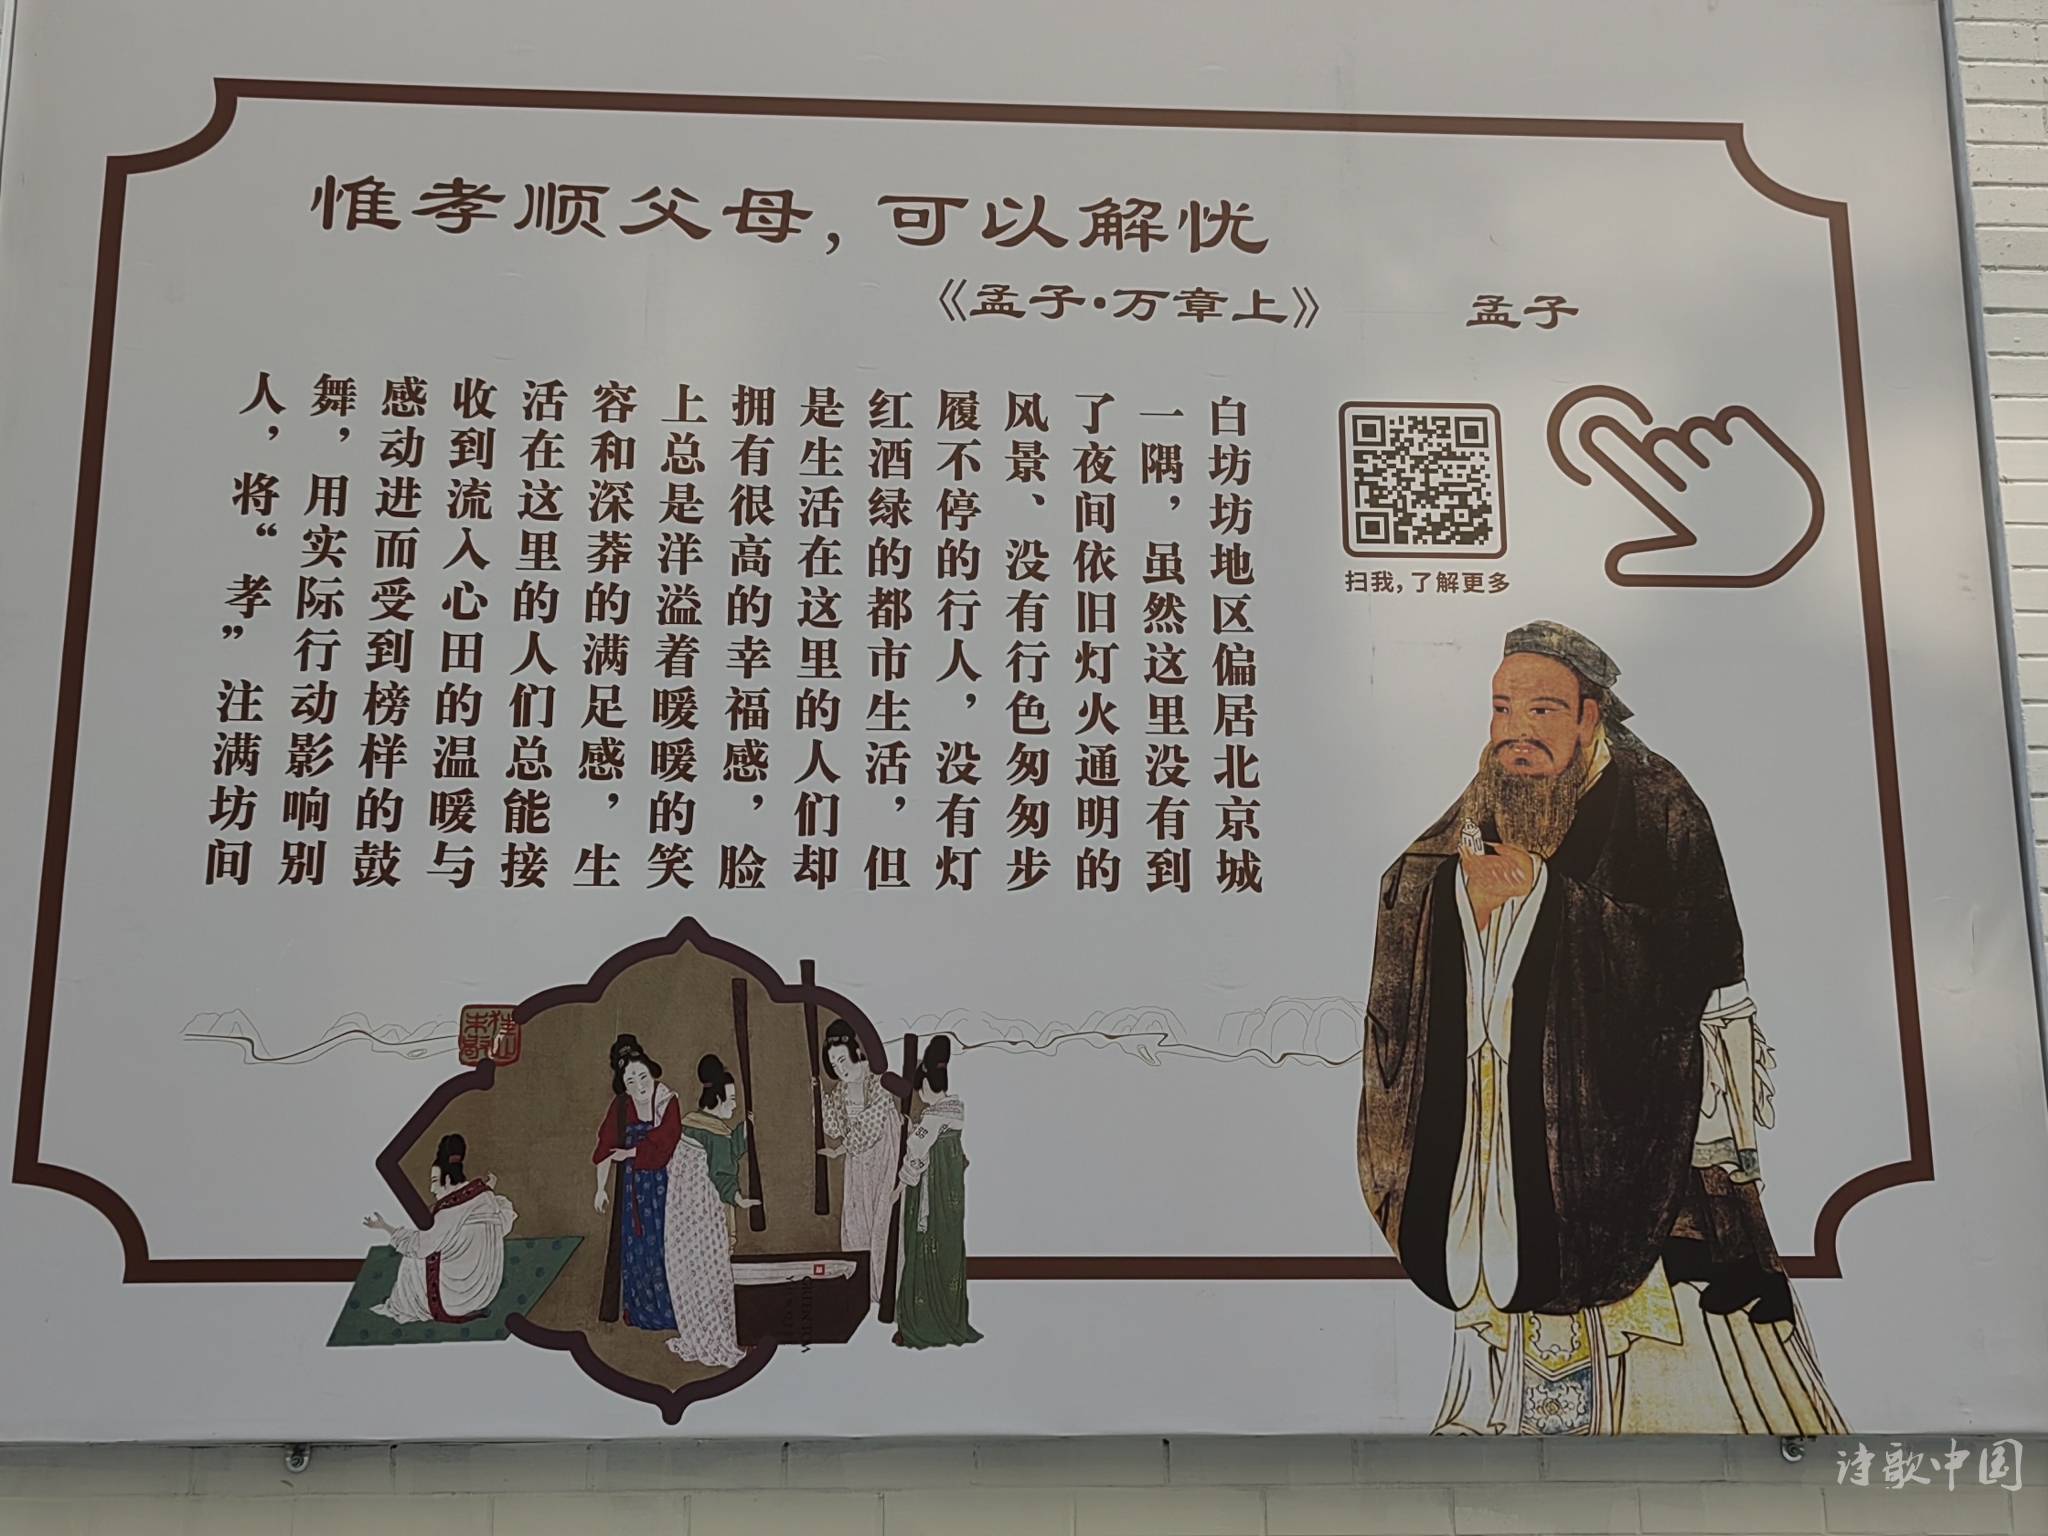 惟孝顺父母，可以解忧
《孟子·万章上》 孟子
白坊坊地区偏居北京城
一隅，虽然这里没有到
了夜间依旧灯火通明的
风景、没有行色匆匆步
履不停的行人，没有灯
红酒绿的都市生活，但
是生活在这里的人们却
拥有很高的幸福感，脸
上总是洋溢着暖暖的笑
容和深莽的满足感，生
活在这里的人们总能接
收到流入心田的温暖与
感动进而受到榜样的鼓
舞，用实际行动影响别
人，将“孝”注满坊间
扫我，了解更多
诗歌中国